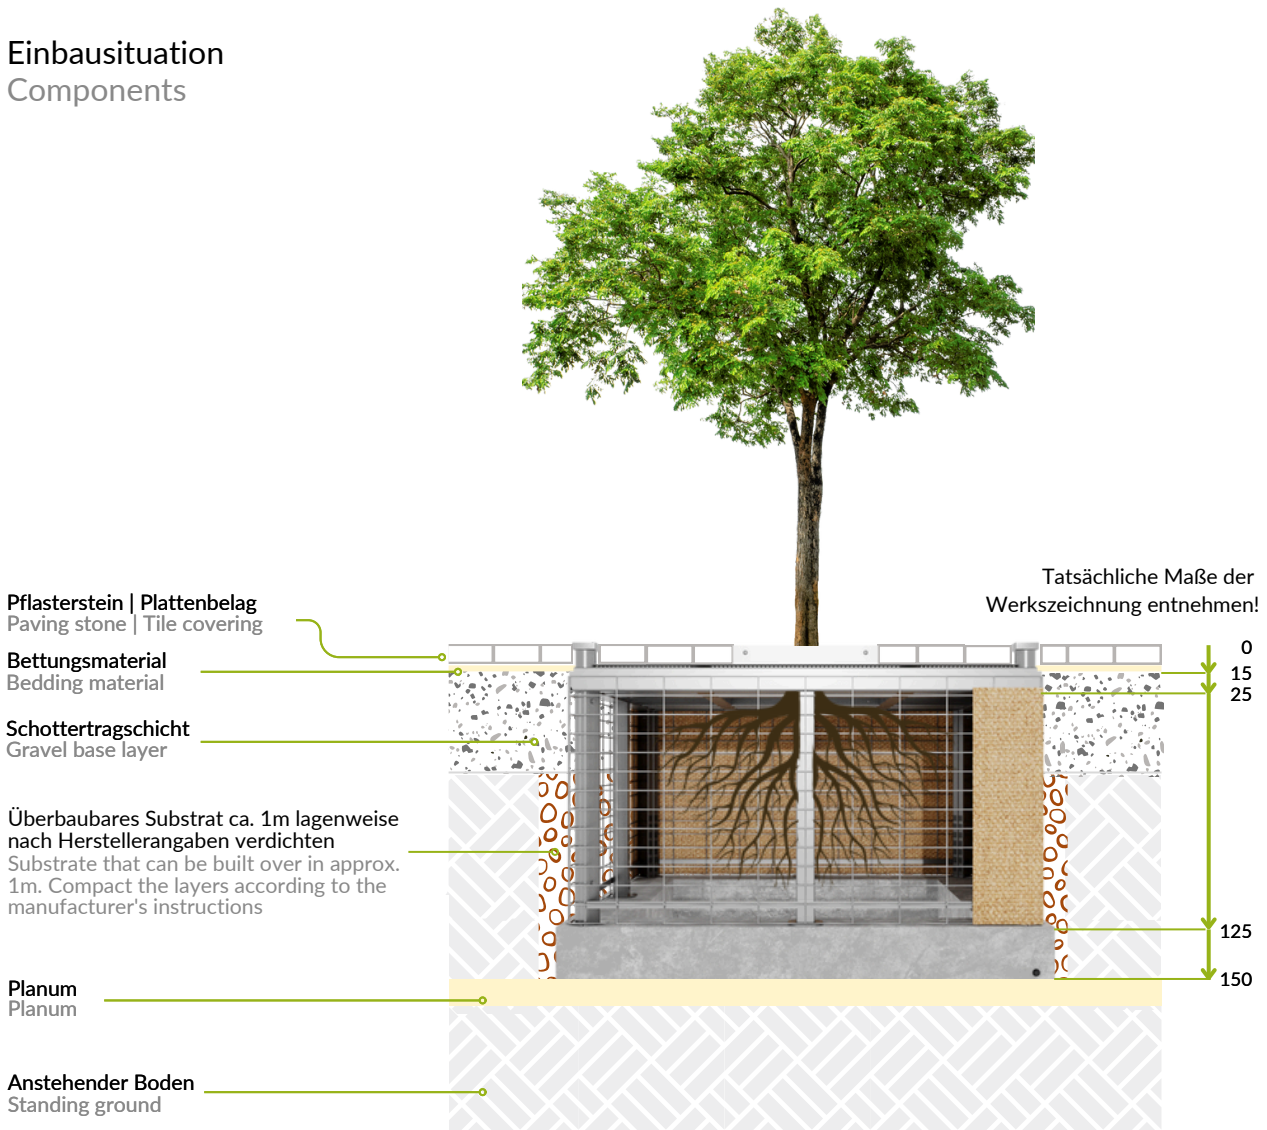 Einbausituation
Components
Tatsächliche Maße der
Werkszeichnung entnehmen!
Pflasterstein | Plattenbelag
Paving stone | Tile covering
Bettungsmaterial
Bedding material
Schottertragschicht
Gravel base layer
Überbaubares Substrat ca. 1m lagenweise
nach Herstellerangaben verdichten
Substrate that can be built over in approx.
1m. Compact the layers according to the
manufacturer's instructions
Planum
Planum
Anstehender Boden
Standing ground
0
15
25
125
150